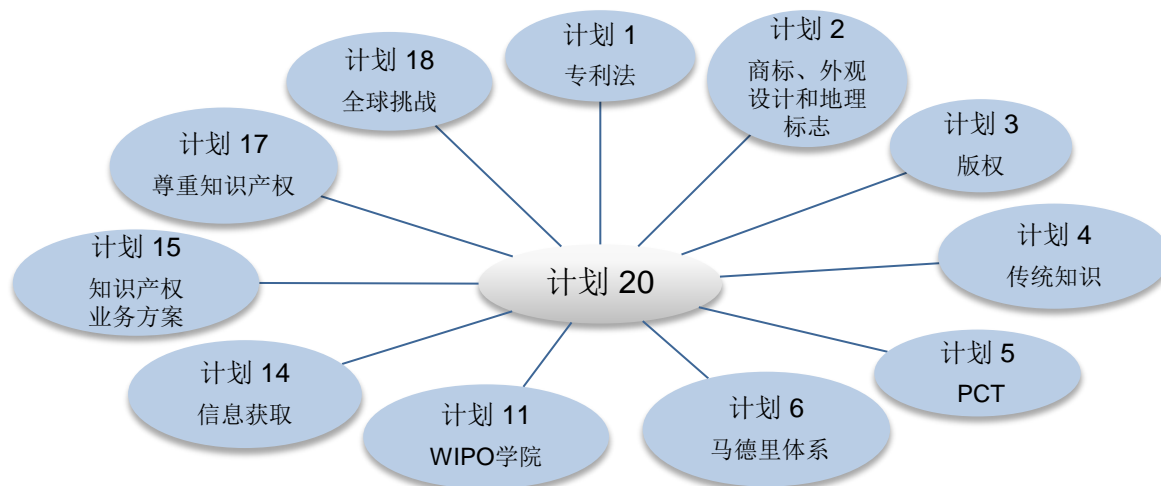 计划 1
专利法
计划 2
商标、外观
设计和地理
标志
计划 3
版权
计划 4
传统知识
计划 5
PCT
计划 6
马德里体系
计划 11
WIPO学院
计划 14
信息获取
计划 15
知识产权
业务方案
计划 17
尊重知识产权
计划 18
全球挑战
计划 20